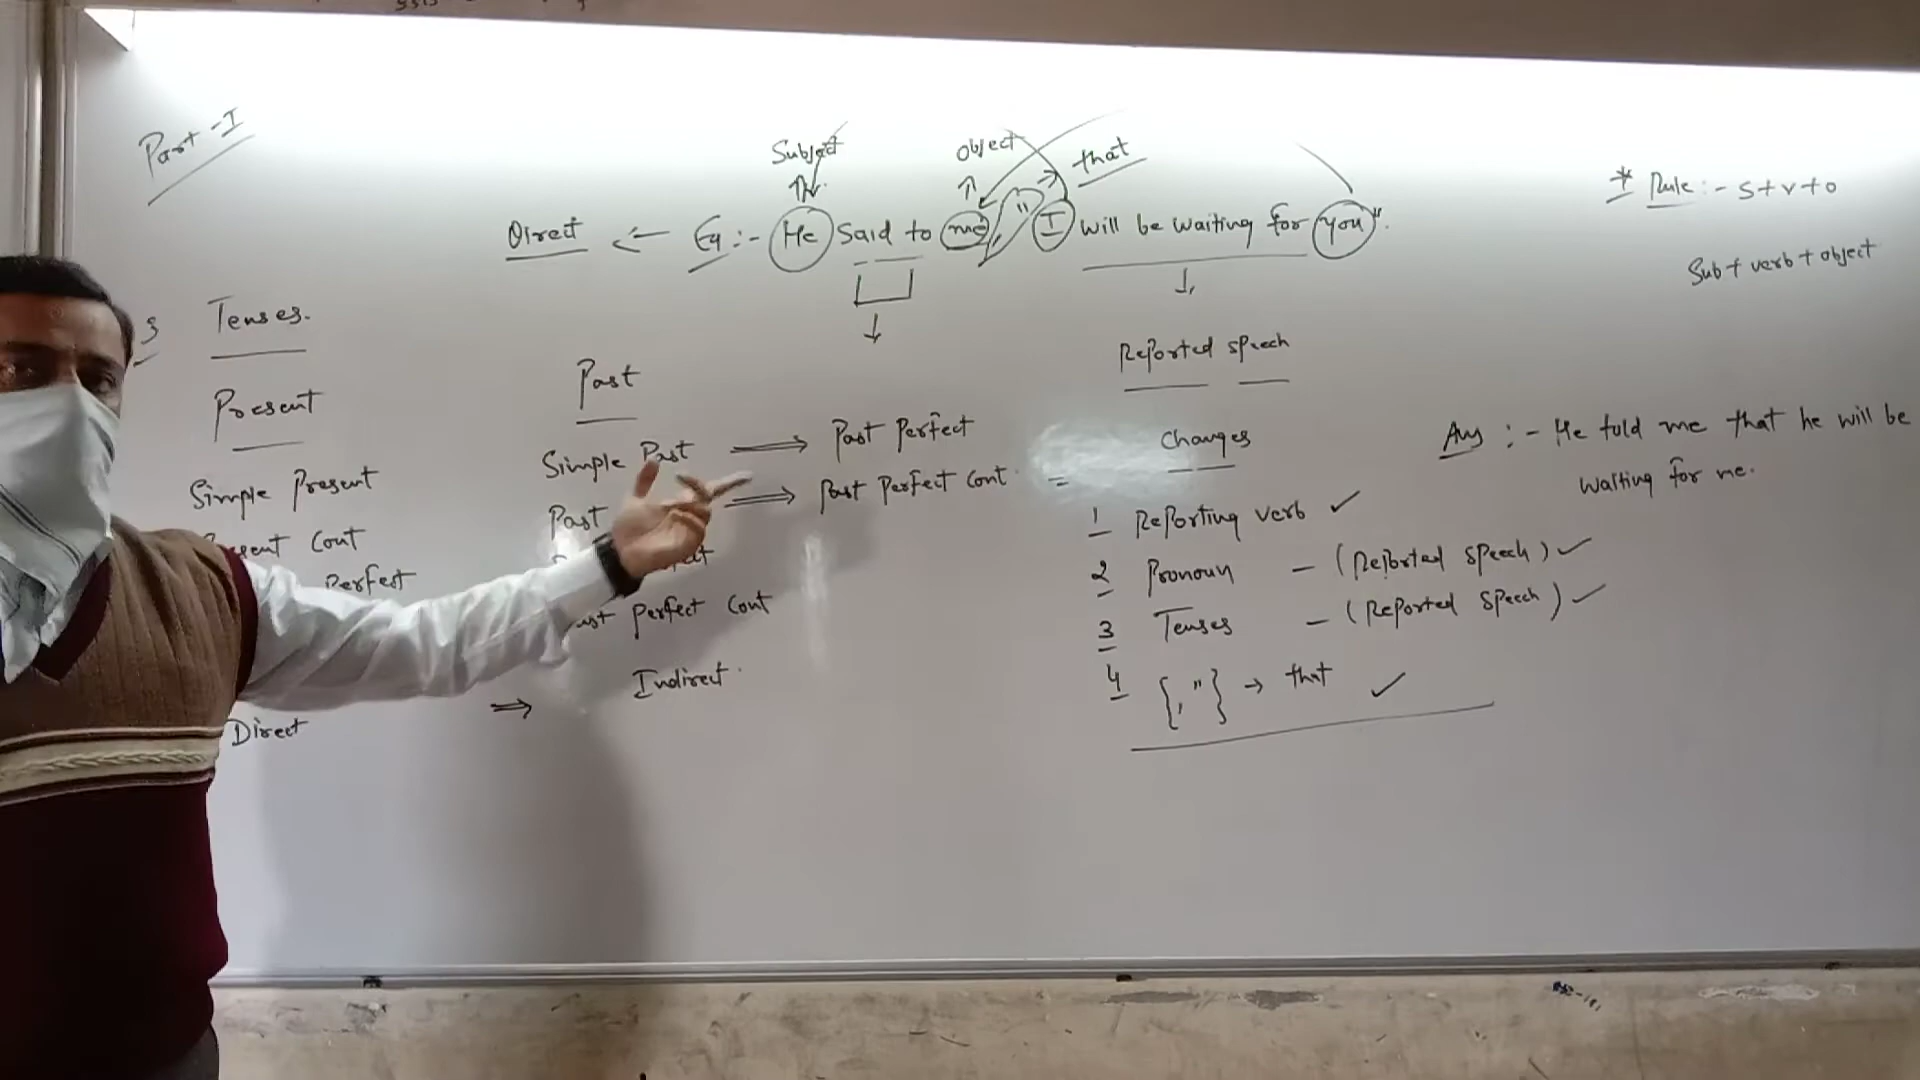 Part-I
Subject
object
that
Direct ← Eg :- He Said to me, " I will be waiting for you".
* Rule :- S+V+O
Sub + verb + object
3 Tenses.
Present
Simple Present
Cont
Perfect
Direct ⇒ Indirect.
Past
Simple Past ⇒ Past Perfect
Past ⇒ Past Perfect Cont =
Perfect Cont
Reported speech
Changes
1 Reporting verb ✓
2 Pronoun - (Reported speech) ✓
3 Tenses - (Reported speech) ✓
4 {, "} → that ✓
Ans :- He told me that he will be
waiting for me.